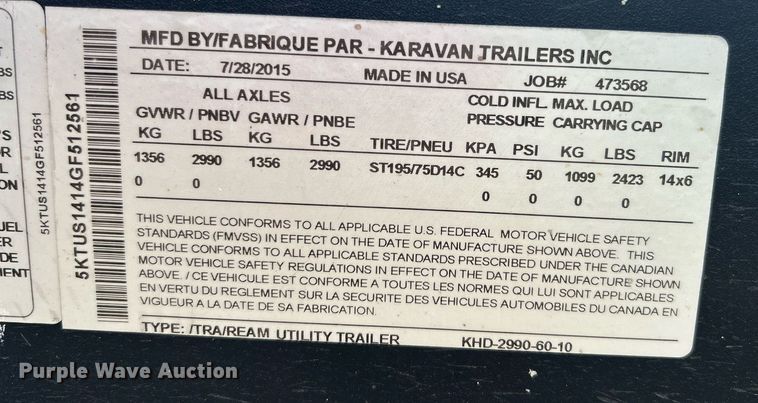 MFD BY/FABRIQUE PAR - KARAVAN TRAILERS INC
DATE: 7/28/2015 MADE IN USA JOB# 473568
ALL AXLES COLD INFL. MAX. LOAD
GVWR / PNBV GAWR / PNBE PRESSURE CARRYING CAP
KG LBS KG LBS TIRE/PNEU KPA PSI KG LBS RIM
1356 2990 1356 2990 ST195/75D14C 345 50 1099 2423 14x6
0 0 0 0 0 0
THIS VEHICLE CONFORMS TO ALL APPLICABLE U.S. FEDERAL MOTOR VEHICLE SAFETY
STANDARDS (FMVSS) IN EFFECT ON THE DATE OF MANUFACTURE SHOWN ABOVE. THIS
VEHICLE CONFORMS TO ALL APPLICABLE STANDARDS PRESCRIBED UNDER THE CANADIAN
MOTOR VEHICLE SAFETY REGULATIONS IN EFFECT ON THE DATE OF MANUFACTURE
ABOVE. / CE VEHICULE EST CONFORME A TOUTES LES NORMES QUI LUI SONT APPLICABLES
EN VERTU DU REGLEMENT SUR LA SECURITE DES VEHICULES AUTOMOBILES DU CANADA EN
VIGUEUR A LA DATE DE SA FABRICATION.
TYPE: /TRA/REAM UTILITY TRAILER KHD-2990-60-10
5KTUS1414GF512561
5KTUS1414GF512561
Purple Wave Auction